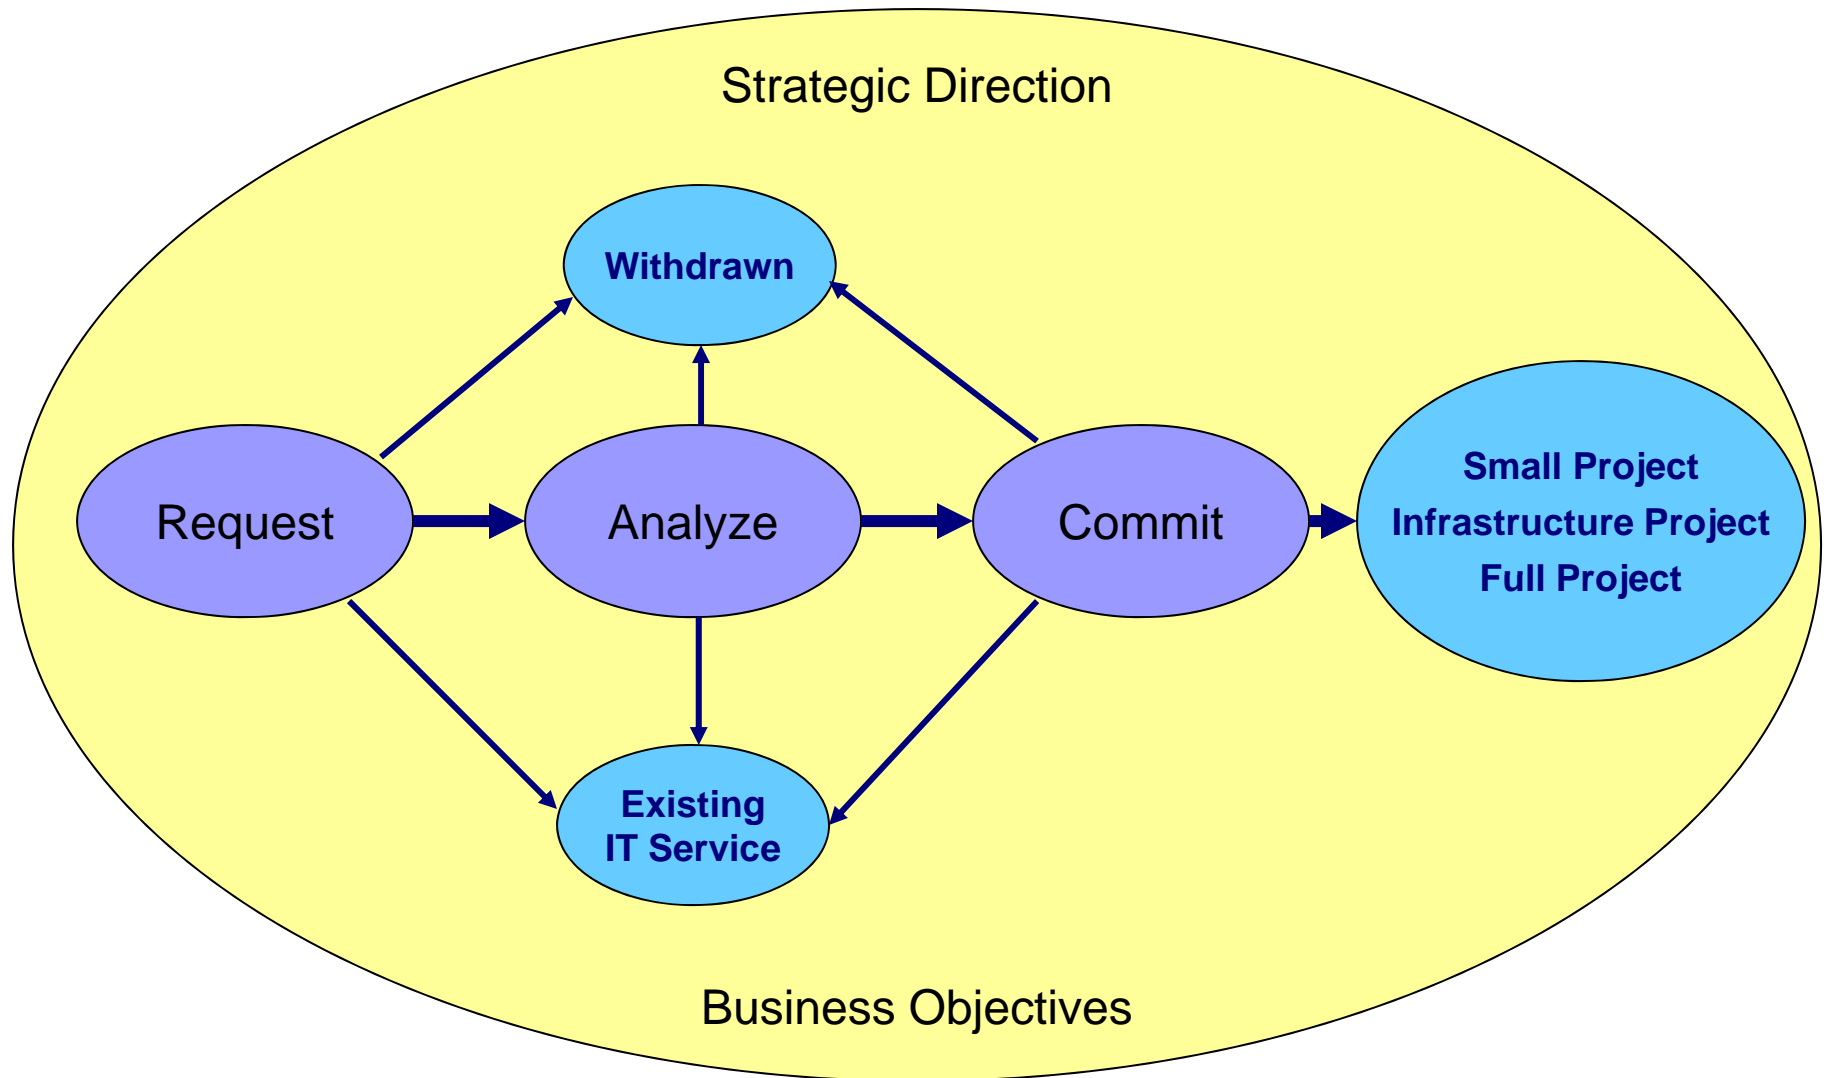 Strategic Direction
Withdrawn
Request
Analyze
Commit
Small Project
Infrastructure Project
Full Project
Existing
IT Service
Business Objectives